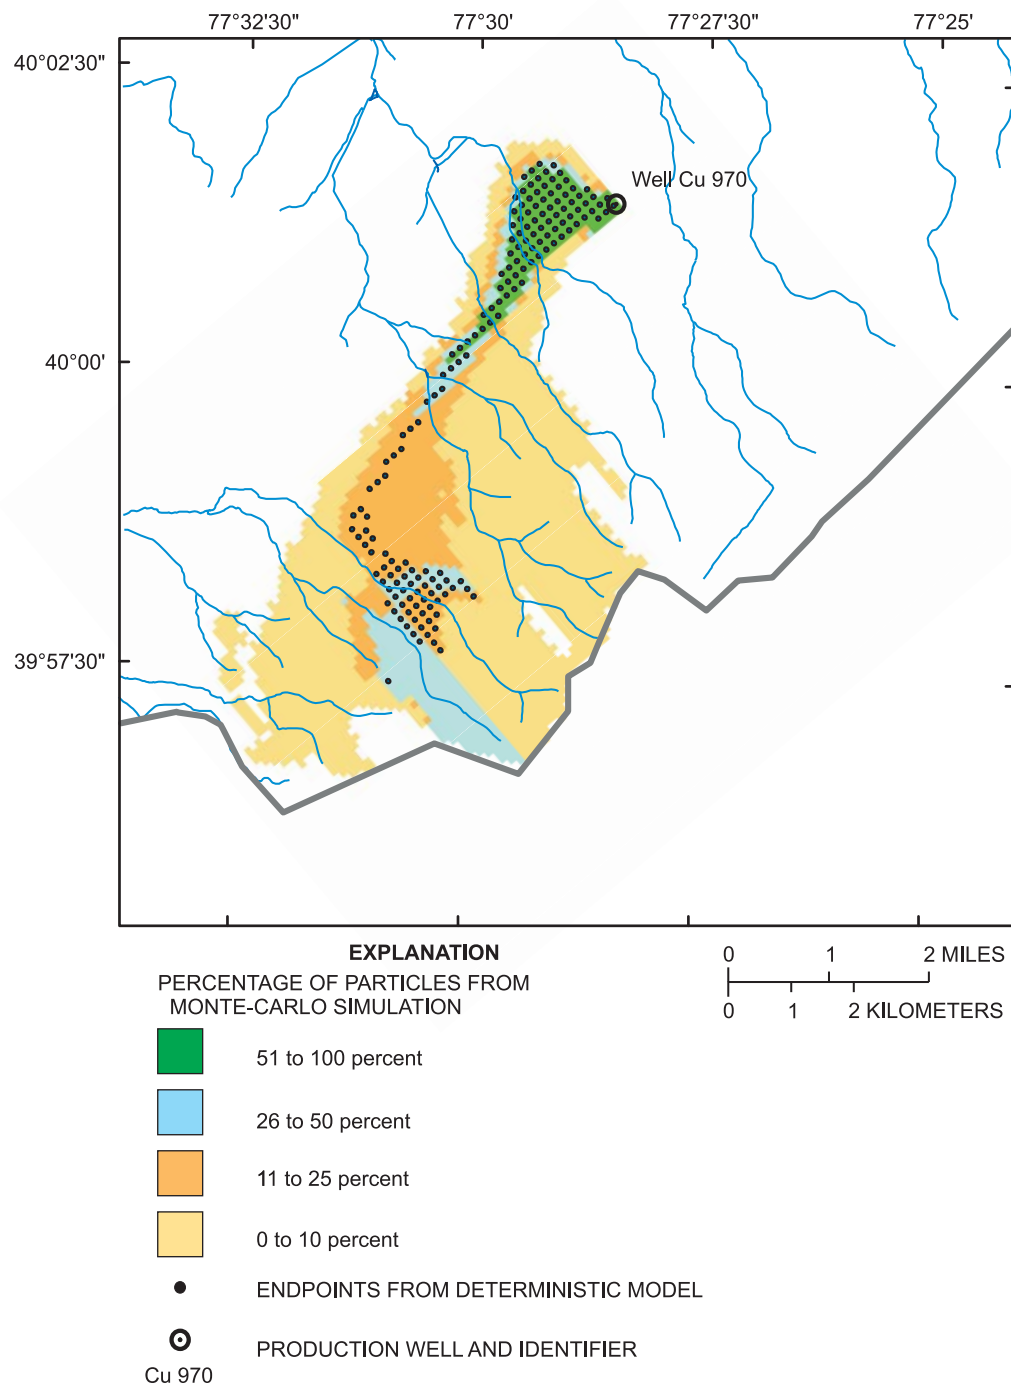 77°32'30" 77°30' 77°27'30" 77°25'
40°02'30"
Well Cu 970
40°00'
39°57'30"
EXPLANATION
PERCENTAGE OF PARTICLES FROM
MONTE-CARLO SIMULATION
51 to 100 percent
26 to 50 percent
11 to 25 percent
0 to 10 percent
ENDPOINTS FROM DETERMINISTIC MODEL
PRODUCTION WELL AND IDENTIFIER
Cu 970
0 1 2 MILES
0 1 2 KILOMETERS